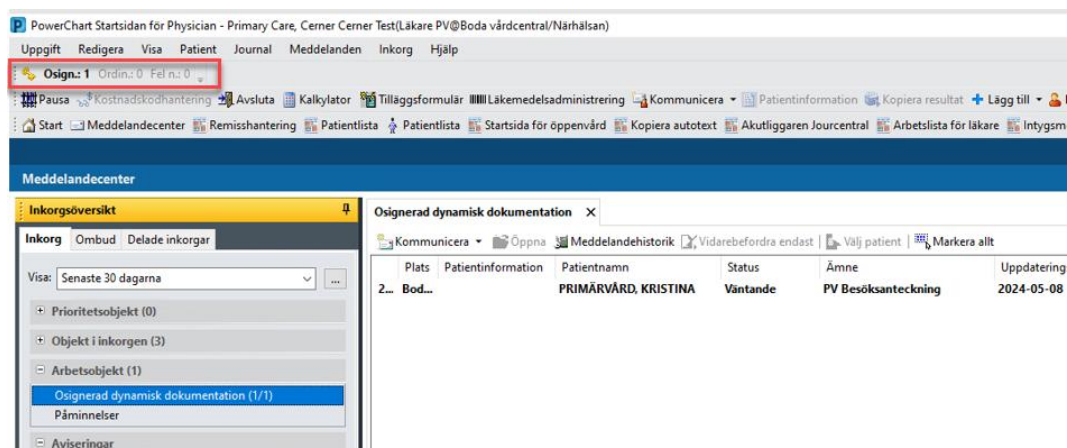 PowerChart Startsidan för Physician - Primary Care, Cerner Cerner Test(Läkare PV@Boda vårdcentral/Närhälsan)
Uppgift Redigera Visa Patient Journal Meddelanden Inkorg Hjälp
Osign.: 1 Ordin.: 0 Fel n.: 0
Pausa Kostnadskodhantering Avsluta Kalkylator Tilläggsformulär Läkemedelsadministrering Kommunicera Patientinformation Kopiera resultat Lägg till
Start Meddelandecenter Remisshantering Patientlista Patientlista Startsida för öppenvård Kopiera autotext Akutliggaren Jourcentral Arbetslista för läkare Intygsm
Meddelandecenter
Inkorgsöversikt
Osignerad dynamisk dokumentation X
Inkorg Ombud Delade inkorgar
Kommunicera Öppna Meddelandehistorik Vidarebefordra endast Välj patient Markera allt
Visa: Senaste 30 dagarna ...
Plats Patientinformation Patientnamn Status Ämne Uppdatering
2... Bod... PRIMÄRVÅRD, KRISTINA Väntande PV Besöksanteckning 2024-05-08
Prioritetsobjekt (0)
Objekt i inkorgen (3)
Arbetsobjekt (1)
Osignerad dynamisk dokumentation (1/1)
Påminnelser
Aviseringar